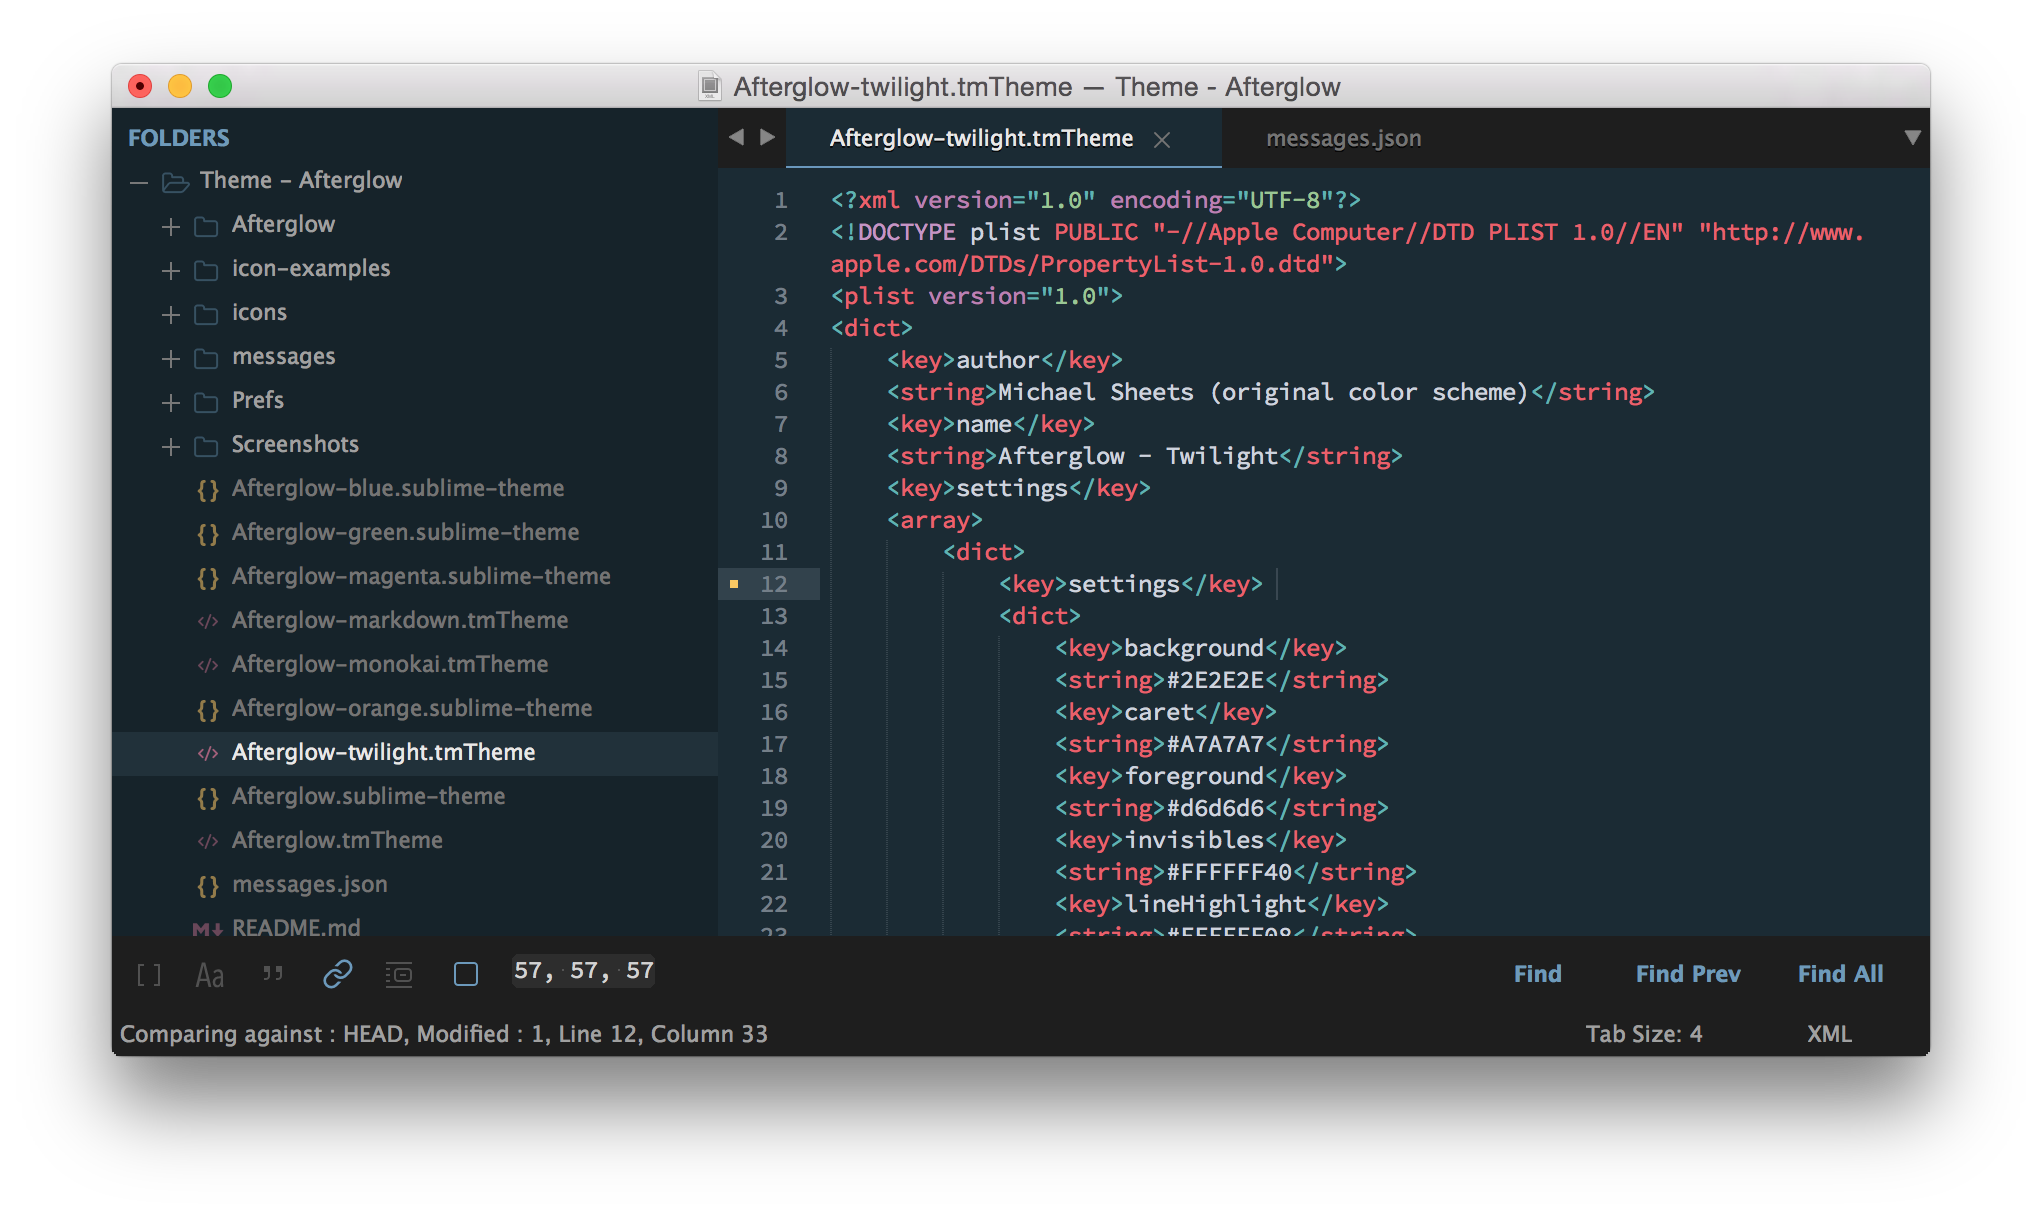 Afterglow-twilight.tmTheme — Theme - Afterglow
FOLDERS
Theme - Afterglow
Afterglow
icon-examples
icons
messages
Prefs
Screenshots
Afterglow-blue.sublime-theme
Afterglow-green.sublime-theme
Afterglow-magenta.sublime-theme
Afterglow-markdown.tmTheme
Afterglow-monokai.tmTheme
Afterglow-orange.sublime-theme
Afterglow-twilight.tmTheme
Afterglow.sublime-theme
Afterglow.tmTheme
messages.json
README.md
Afterglow-twilight.tmTheme
messages.json
1 <?xml version="1.0" encoding="UTF-8"?>
2 <!DOCTYPE plist PUBLIC "-//Apple Computer//DTD PLIST 1.0//EN" "http://www.
apple.com/DTDs/PropertyList-1.0.dtd">
3 <plist version="1.0">
4 <dict>
5 <key>author</key>
6 <string>Michael Sheets (original color scheme)</string>
7 <key>name</key>
8 <string>Afterglow - Twilight</string>
9 <key>settings</key>
10 <array>
11 <dict>
12 <key>settings</key>
13 <dict>
14 <key>background</key>
15 <string>#2E2E2E</string>
16 <key>caret</key>
17 <string>#A7A7A7</string>
18 <key>foreground</key>
19 <string>#d6d6d6</string>
20 <key>invisibles</key>
21 <string>#FFFFFF40</string>
22 <key>lineHighlight</key>
23 <string>#FFFFFF08</string>
[ ] Aa ” 57, 57, 57
Find Find Prev Find All
Comparing against : HEAD, Modified : 1, Line 12, Column 33
Tab Size: 4 XML